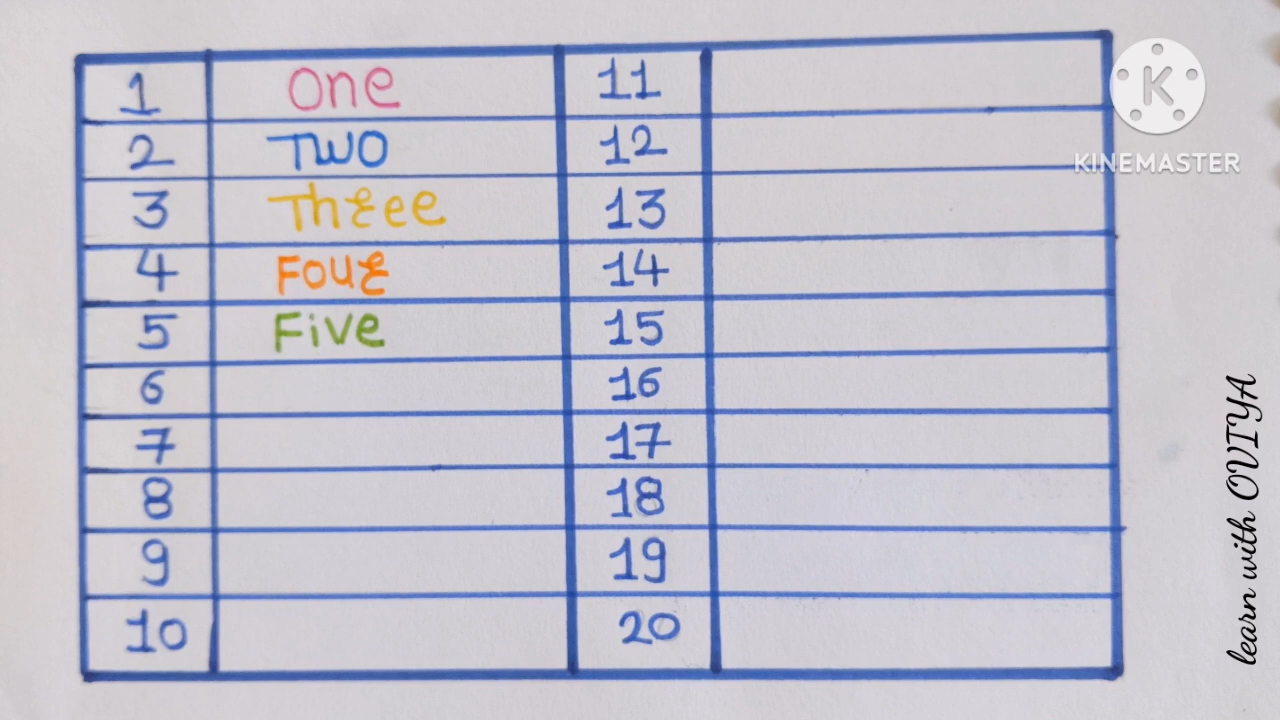 1 One 11
2 TWO 12
3 Three 13
4 Four 14
5 Five 15
6 16
7 17
8 18
9 19
10 20
K
KINEMASTER
learn with OVIYA